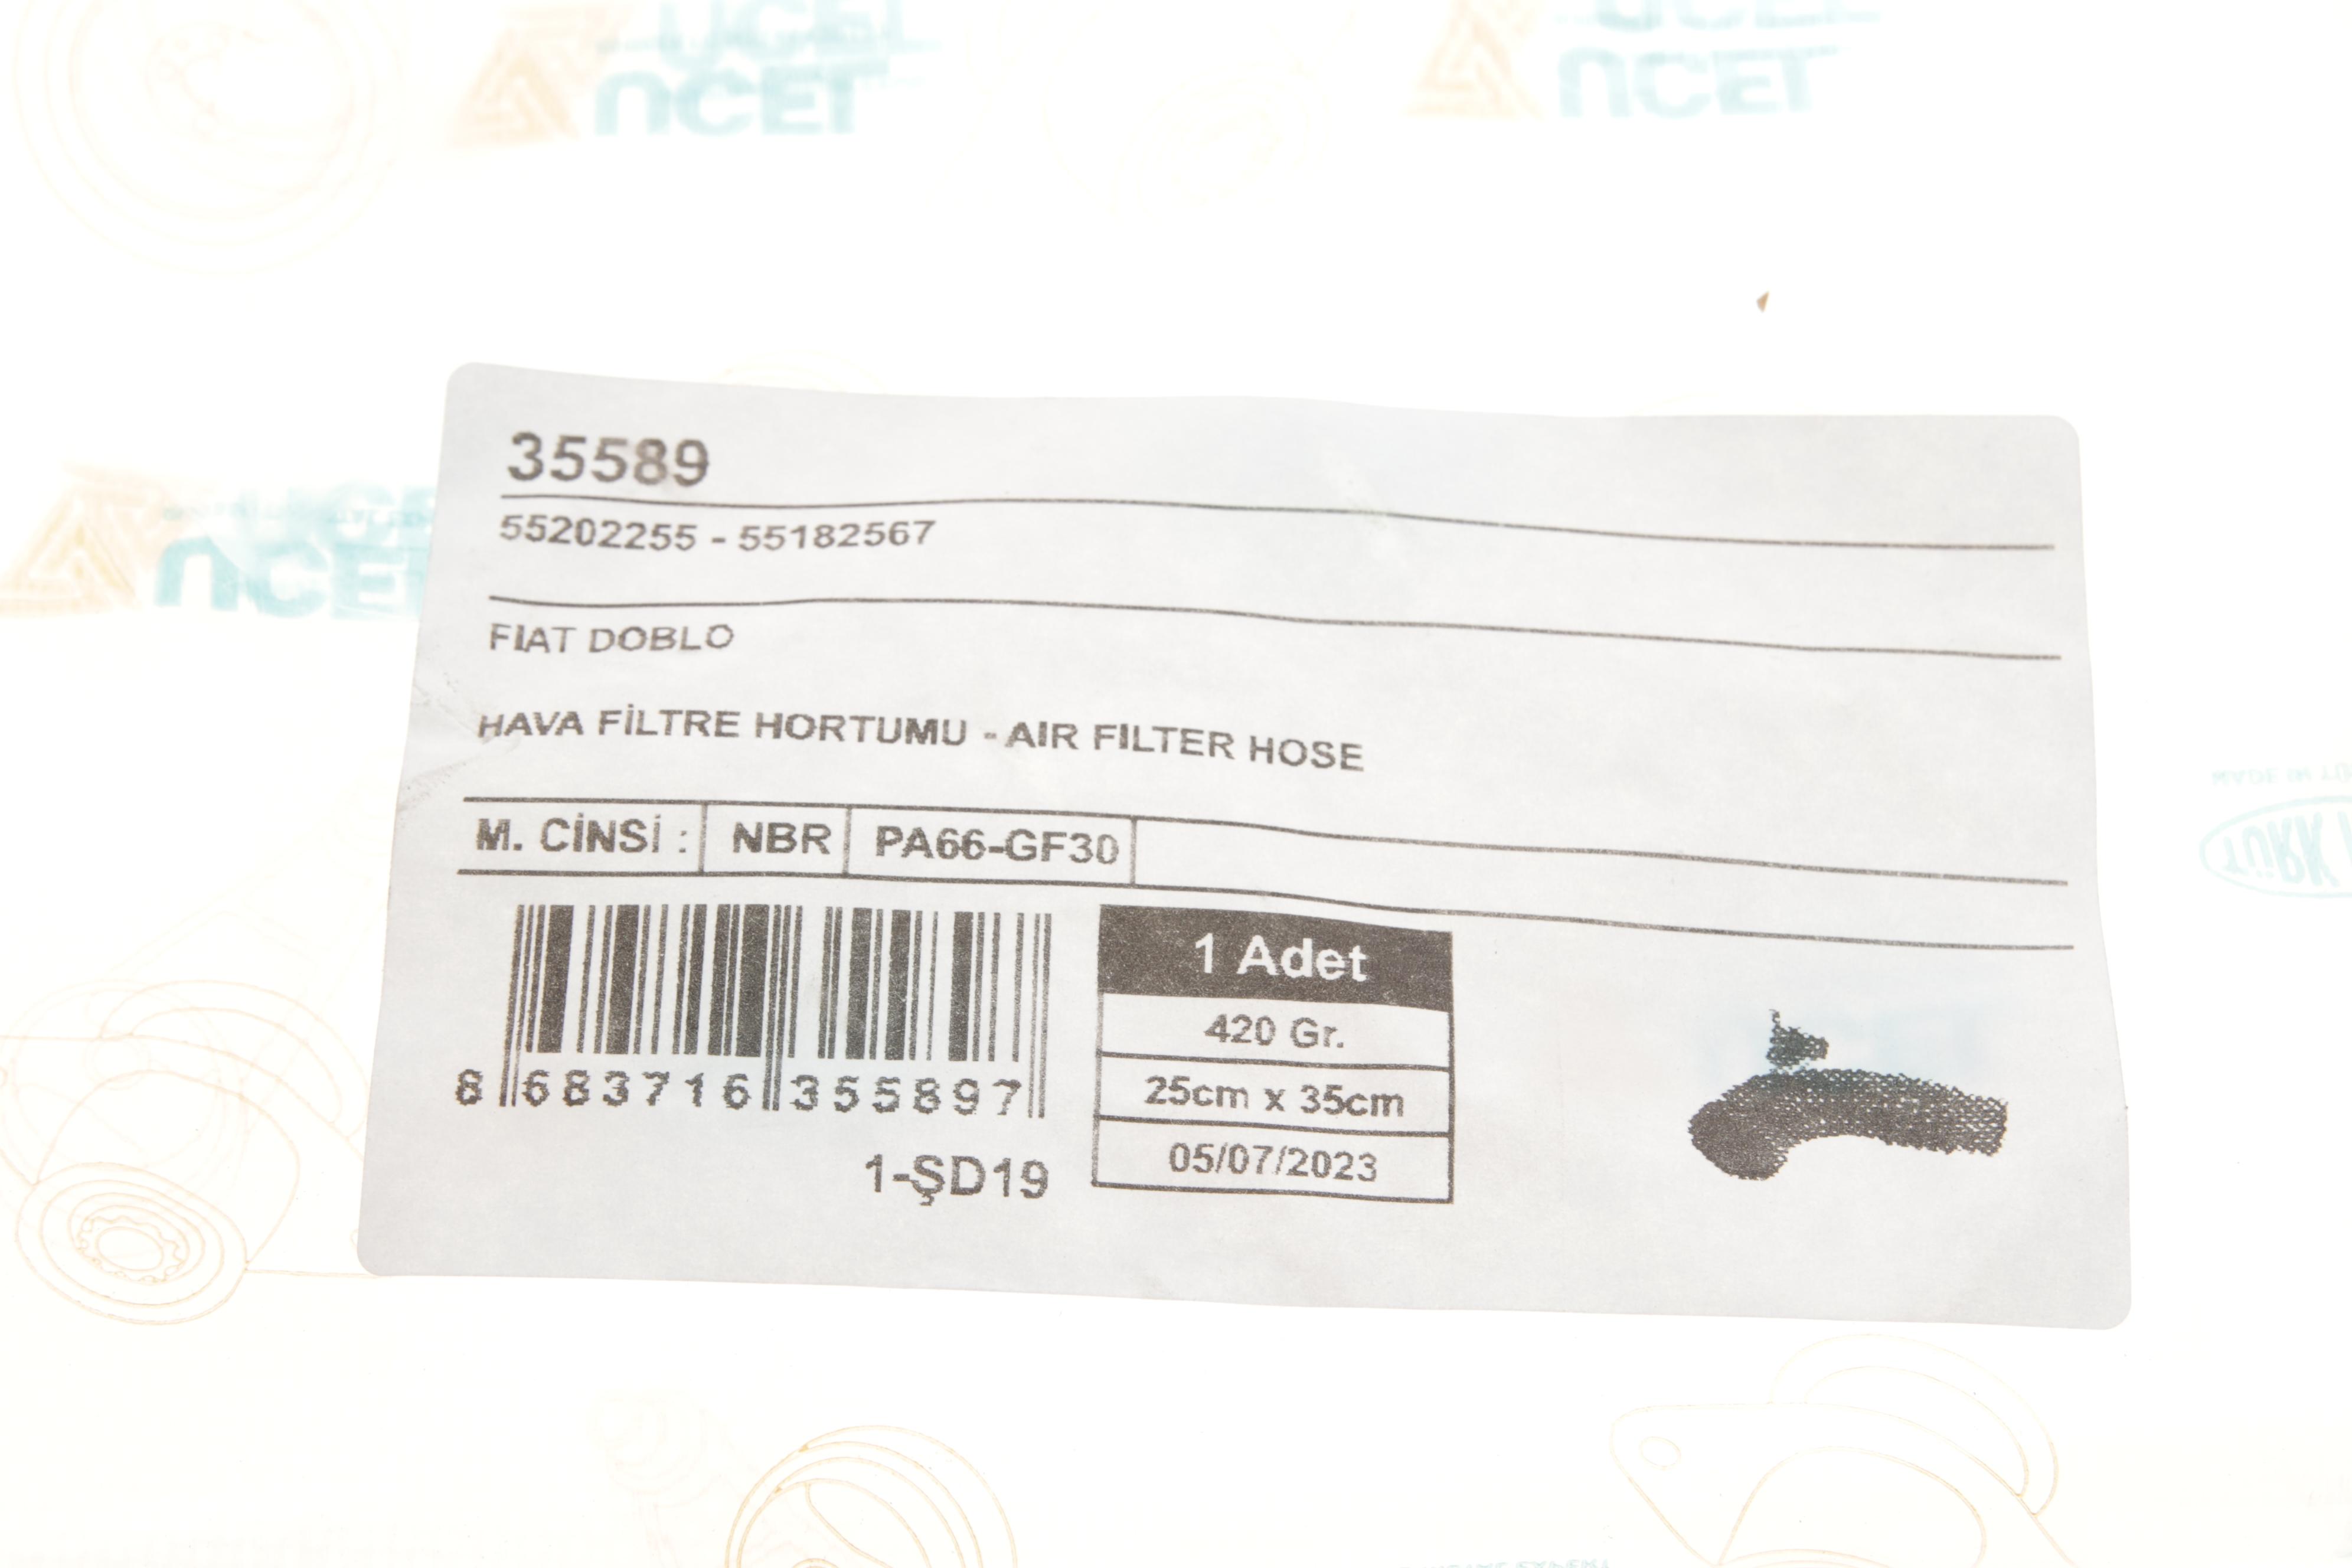 35589
55202255 - 55182567
FIAT DOBLO
HAVA FİLTRE HORTUMU - AIR FILTER HOSE
M. CİNSİ : NBR PA66-GF30
8 683716 355897
1-ŞD19
1 Adet
420 Gr.
25cm x 35cm
05/07/2023